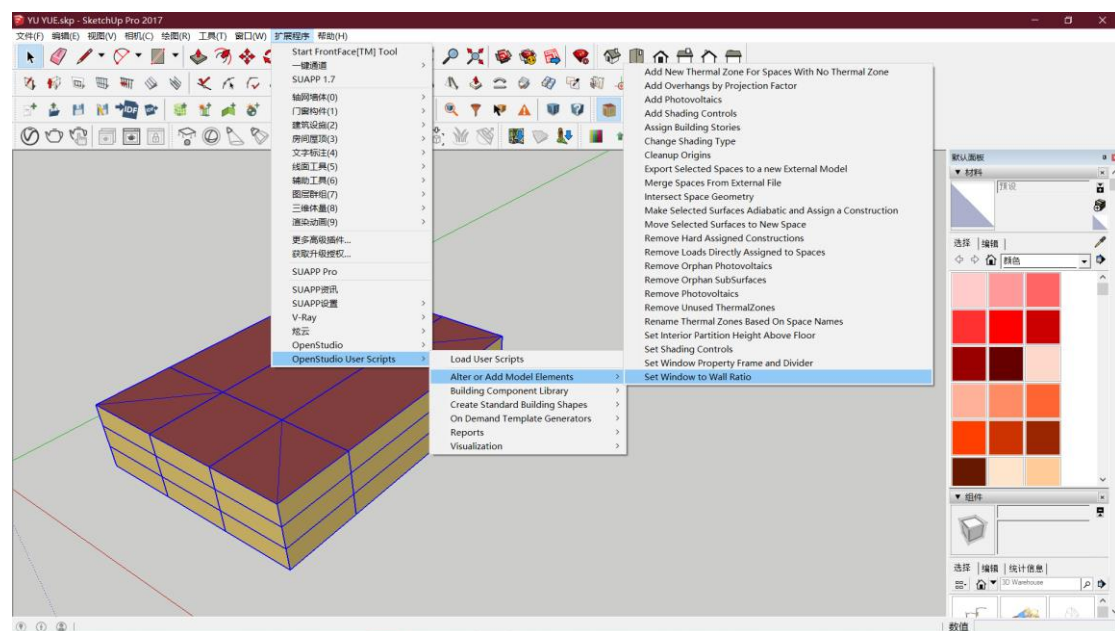 YU YUE.skp - SketchUp Pro 2017
文件(F) 编辑(E) 视图(V) 相机(C) 绘图(R) 工具(T) 窗口(W) 扩展程序 帮助(H)
Start FrontFace[TM] Tool
一键通道
SUAPP 1.7
轴网墙体(0)
门窗构件(1)
建筑设施(2)
房间屋顶(3)
文字标注(4)
线面工具(5)
辅助工具(6)
图层群组(7)
三维体量(8)
渲染动画(9)
更多高级插件...
获取升级授权...
SUAPP Pro
SUAPP资讯
SUAPP设置
V-Ray
炫云
OpenStudio
OpenStudio User Scripts
Load User Scripts
Alter or Add Model Elements
Building Component Library
Create Standard Building Shapes
On Demand Template Generators
Reports
Visualization
Add New Thermal Zone For Spaces With No Thermal Zone
Add Overhangs by Projection Factor
Add Photovoltaics
Add Shading Controls
Assign Building Stories
Change Shading Type
Cleanup Origins
Export Selected Spaces to a new External Model
Merge Spaces From External File
Intersect Space Geometry
Make Selected Surfaces Adiabatic and Assign a Construction
Move Selected Surfaces to New Space
Remove Hard Assigned Constructions
Remove Loads Directly Assigned to Spaces
Remove Orphan Photovoltaics
Remove Orphan SubSurfaces
Remove Photovoltaics
Remove Unused ThermalZones
Rename Thermal Zones Based On Space Names
Set Interior Partition Height Above Floor
Set Shading Controls
Set Window Property Frame and Divider
Set Window to Wall Ratio
IDF
默认面板
材料
预设
选择 编辑
颜色
组件
选择 编辑 统计信息
3D Warehouse
数值